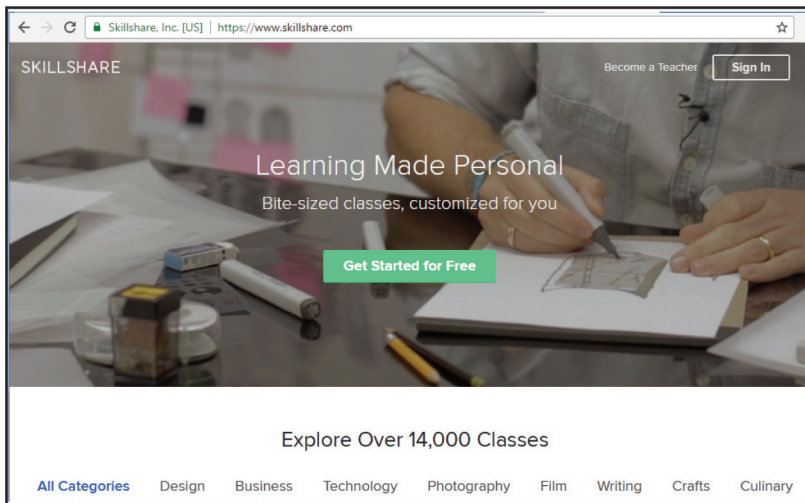 Skillshare, Inc. [US] | https://www.skillshare.com
SKILLSHARE
Become a Teacher
Sign In
Learning Made Personal
Bite-sized classes, customized for you
Get Started for Free
Explore Over 14,000 Classes
All Categories Design Business Technology Photography Film Writing Crafts Culinary